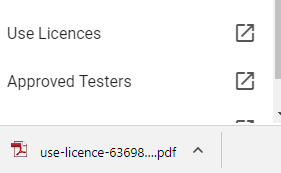 Use Licences
Approved Testers
use-licence-63698....pdf